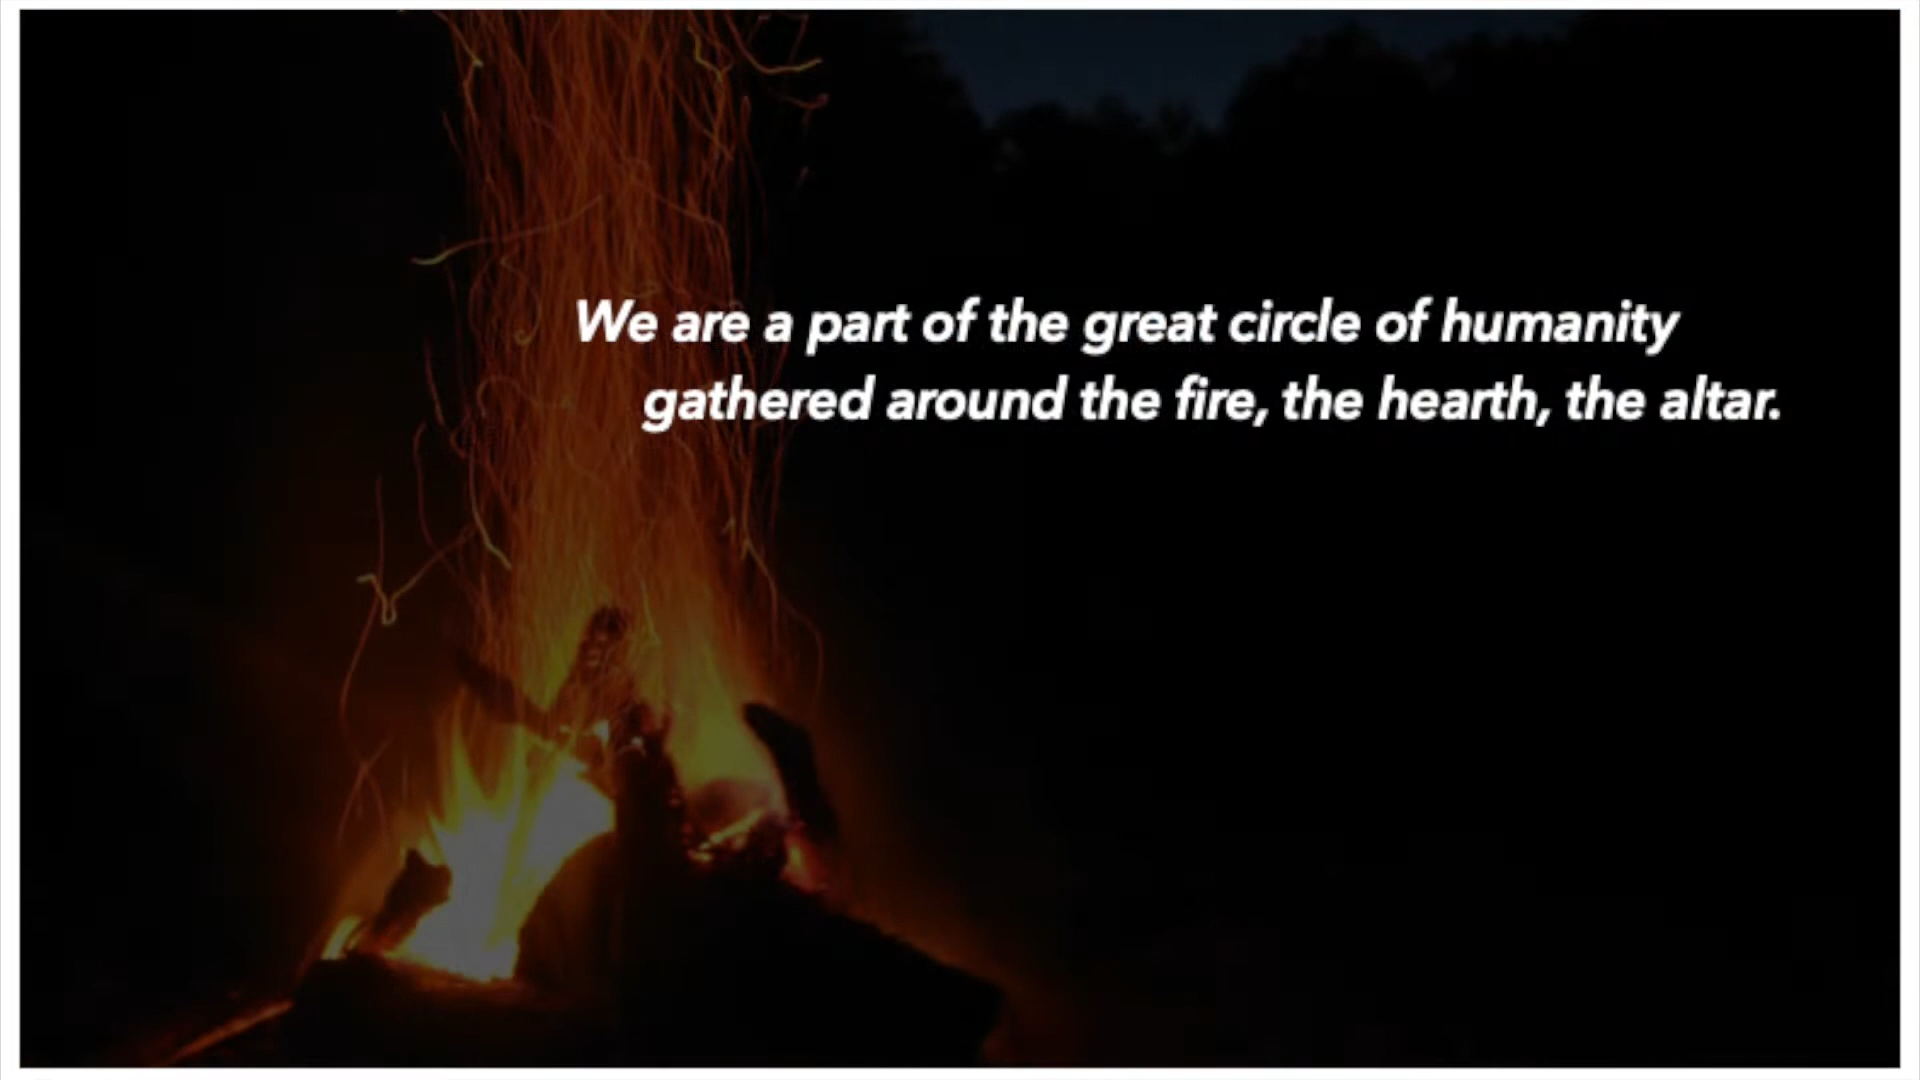 We are a part of the great circle of humanity
gathered around the fire, the hearth, the altar.